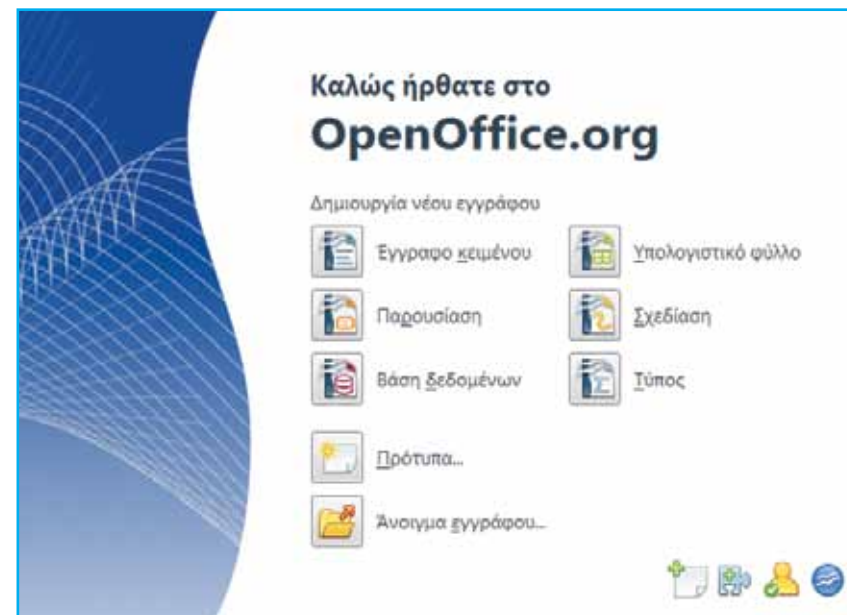 Καλώς ήρθατε στο
OpenOffice.org
Δημιουργία νέου εγγράφου
Έγγραφο κειμένου
Υπολογιστικό φύλλο
Παρουσίαση
Σχεδίαση
Βάση δεδομένων
Τύπος
Πρότυπα...
Άνοιγμα εγγράφου...